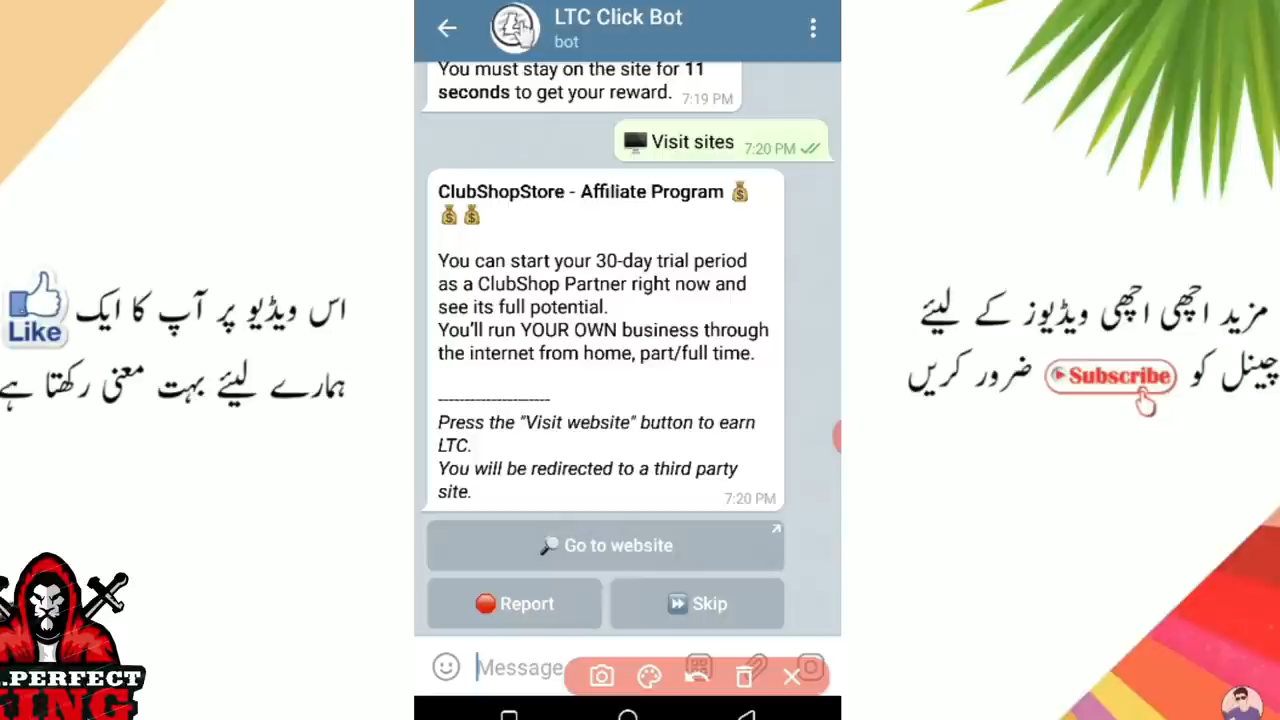 LTC Click Bot
bot
You must stay on the site for 11
seconds to get your reward. 7:19 PM
Visit sites 7:20 PM
ClubShopStore - Affiliate Program
You can start your 30-day trial period
as a ClubShop Partner right now and
see its full potential.
You'll run YOUR OWN business through
the internet from home, part/full time.
----------------------
Press the "Visit website" button to earn
LTC.
You will be redirected to a third party
site.
7:20 PM
Go to website
Report
Skip
Message
اس ویڈیو پر آپ کا ایک Like
ہمارے لیئے بہت معنی رکھتا ہے
مزید اچھی اچھی ویڈیوز کے لیئے
چینل کو Subscribe ضرور کریں
.PERFECT
KING